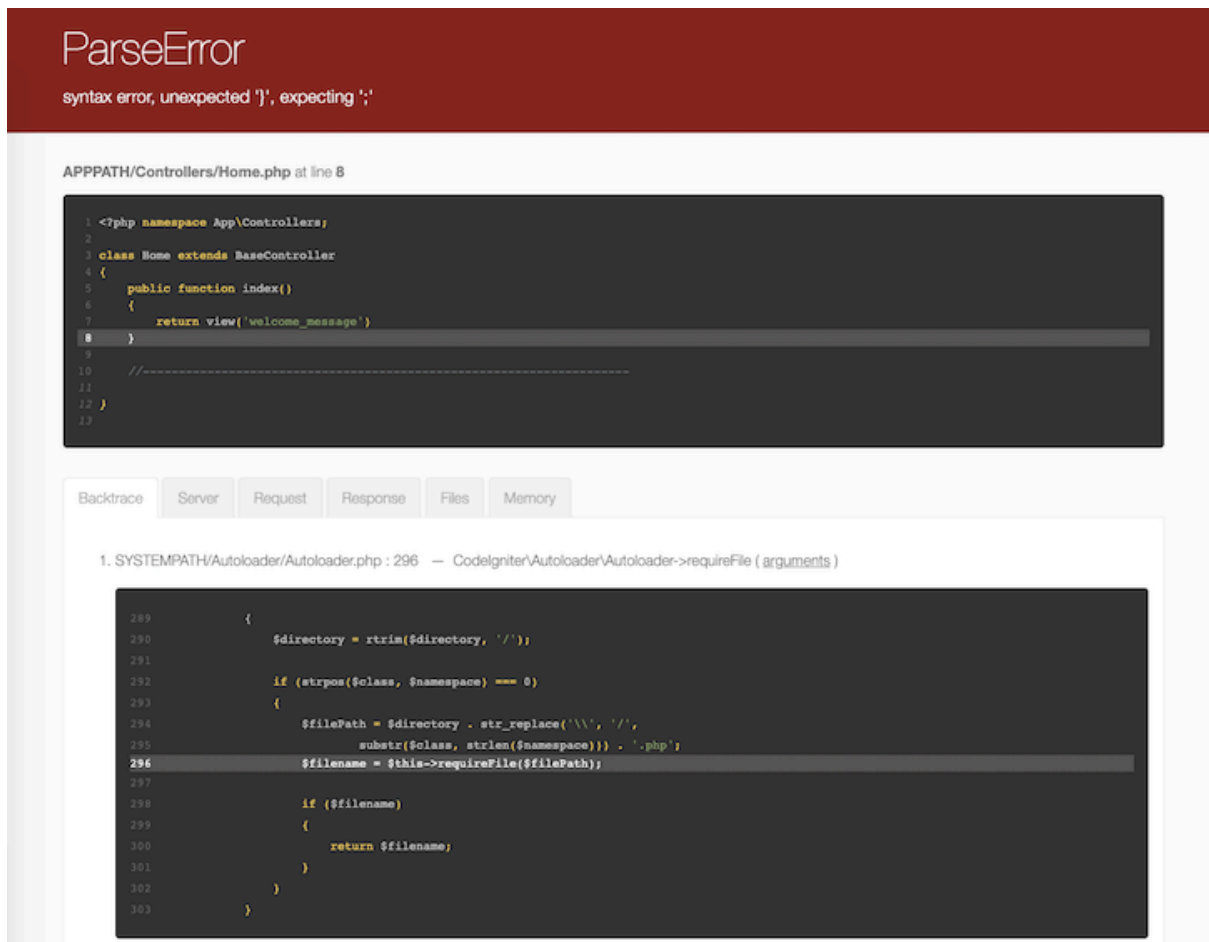 ParseError
syntax error, unexpected '}', expecting ';'
APPPATH/Controllers/Home.php at line 8
1 <?php namespace App\Controllers;
2
3 class Home extends BaseController
4 {
5     public function index()
6     {
7         return view('welcome_message')
8     }
9
10     //--------------------------------------------------------------------
11
12 }
13
Backtrace Server Request Response Files Memory
1. SYSTEMPATH/Autoloader/Autoloader.php : 296 — CodeIgniter\Autoloader\Autoloader->requireFile ( arguments )
289             {
290                 $directory = rtrim($directory, '/');
291
292                 if (strpos($class, $namespace) === 0)
293                 {
294                     $filePath = $directory . str_replace('\\', '/',
295                             substr($class, strlen($namespace))) . '.php';
296                     $filename = $this->requireFile($filePath);
297
298                     if ($filename)
299                     {
300                         return $filename;
301                     }
302                 }
303             }